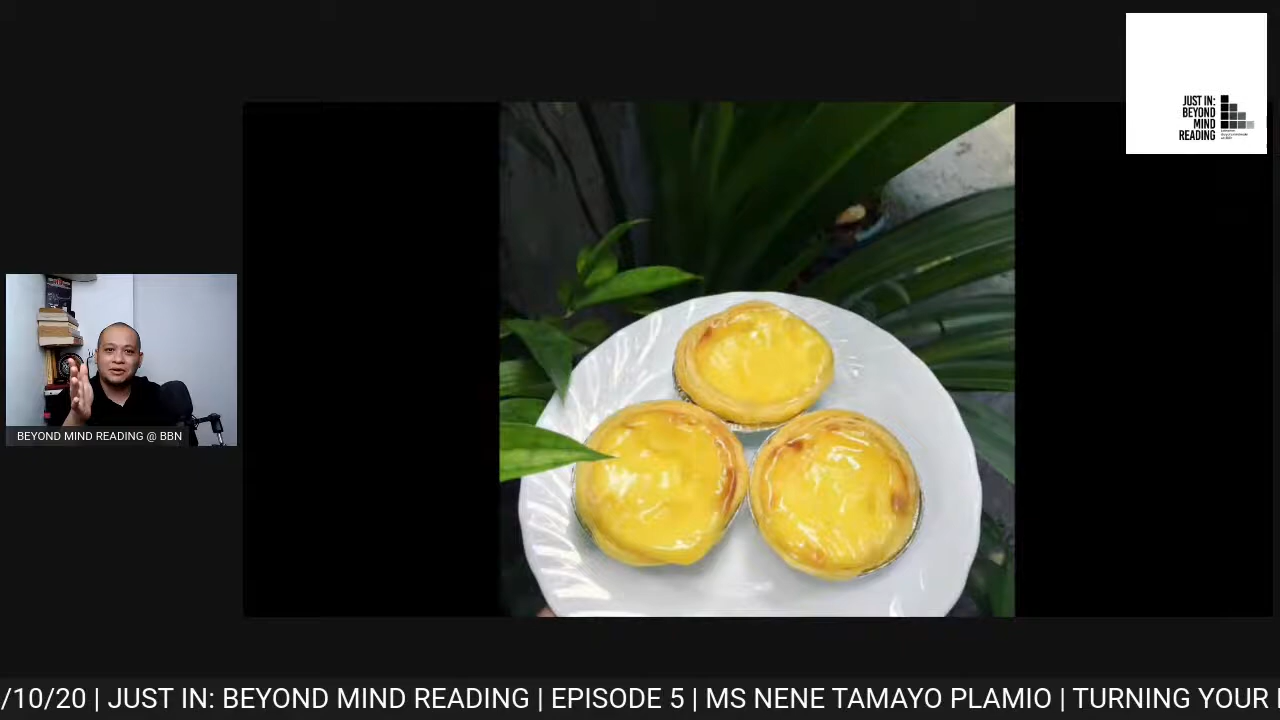 JUST IN:
BEYOND
MIND
READING
BEYOND MIND READING @ BBN
/10/20 | JUST IN: BEYOND MIND READING | EPISODE 5 | MS NENE TAMAYO PLAMIO | TURNING YOUR